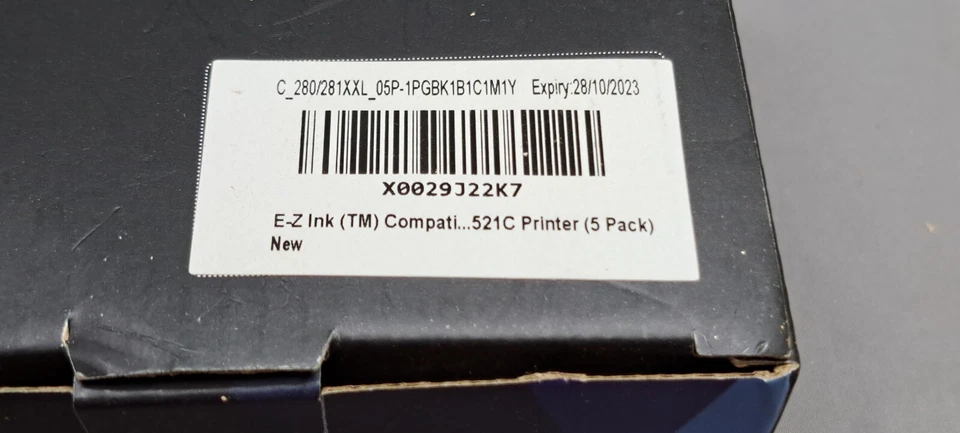 C_280/281XXL_05P-1PGBK1B1C1M1Y Expiry:28/10/2023
X0029J22K7
E-Z Ink (TM) Compati...521C Printer (5 Pack)
New